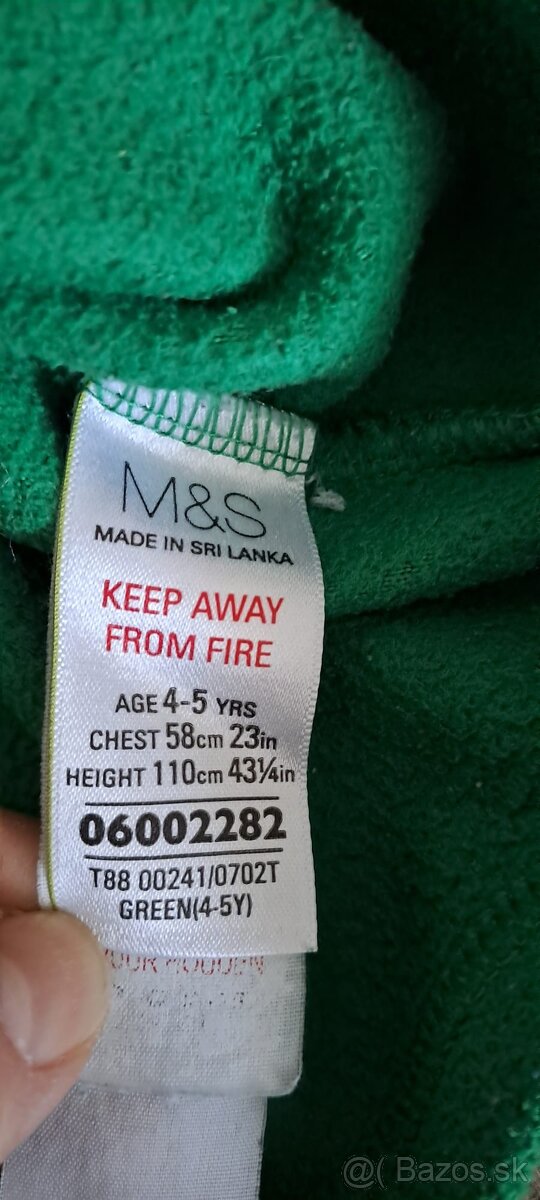 M&S
MADE IN SRI LANKA
KEEP AWAY
FROM FIRE
AGE 4-5 YRS
CHEST 58cm 23in
HEIGHT 110cm 43¼in
06002282
T88 00241/0702T
GREEN(4-5Y)
@( Bazos.sk